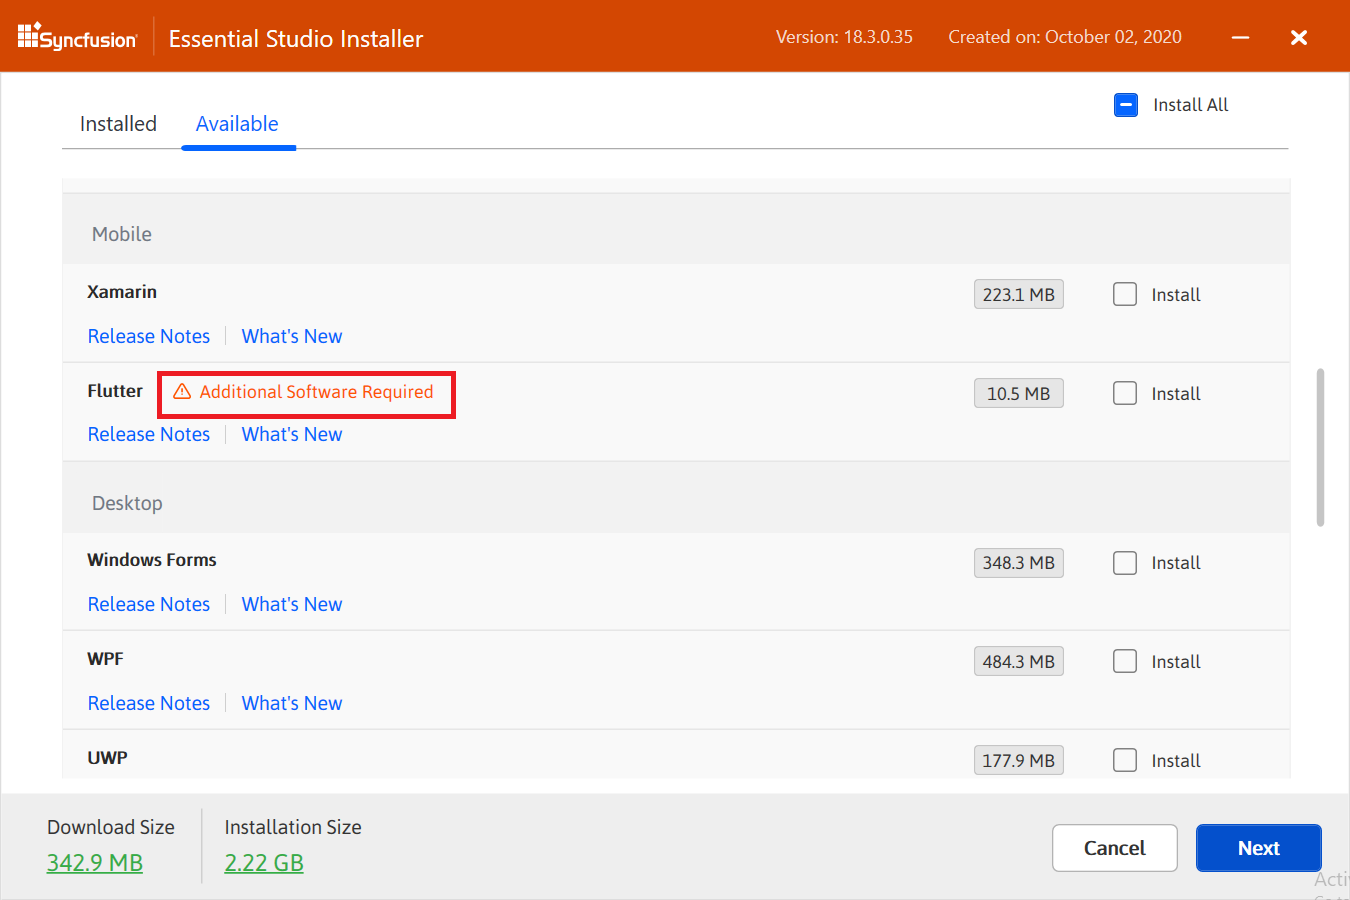 Syncfusion Essential Studio Installer Version: 18.3.0.35 Created on: October 02, 2020
Installed Available Install All
Mobile
Xamarin 223.1 MB Install
Release Notes What's New
Flutter Additional Software Required 10.5 MB Install
Release Notes What's New
Desktop
Windows Forms 348.3 MB Install
Release Notes What's New
WPF 484.3 MB Install
Release Notes What's New
UWP 177.9 MB Install
Download Size Installation Size
342.9 MB 2.22 GB
Cancel Next
Acti